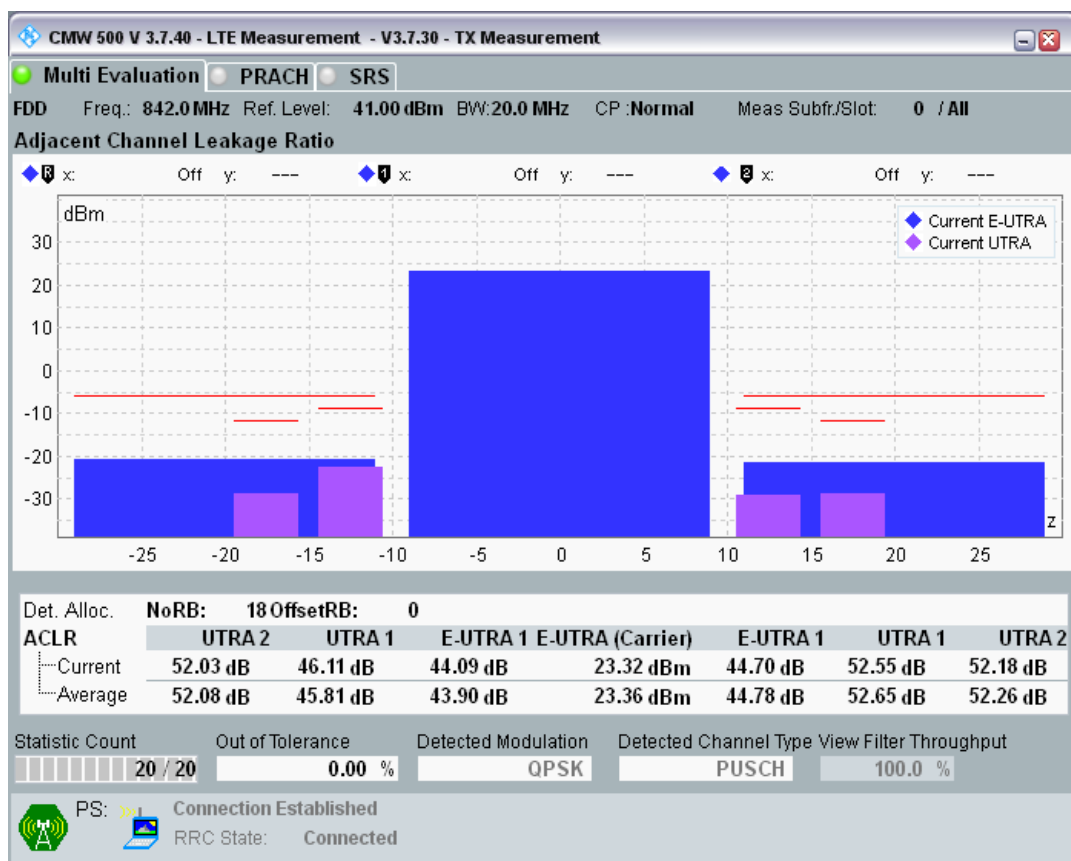 CMW 500 V 3.7.40 - LTE Measurement - V3.7.30 - TX Measurement
Multi Evaluation PRACH SRS
FDD Freq.: 842.0 MHz Ref. Level: 41.00 dBm BW:20.0 MHz CP :Normal Meas Subfr./Slot: 0 / All
Adjacent Channel Leakage Ratio
R x: Off y: --- 1 x: Off y: --- 2 x: Off y: ---
dBm
Current E-UTRA
Current UTRA
30
20
10
0
-10
-20
-30
z
-25 -20 -15 -10 -5 0 5 10 15 20 25
Det. Alloc. NoRB: 18 OffsetRB: 0
ACLR UTRA 2 UTRA 1 E-UTRA 1 E-UTRA (Carrier) E-UTRA 1 UTRA 1 UTRA 2
Current 52.03 dB 46.11 dB 44.09 dB 23.32 dBm 44.70 dB 52.55 dB 52.18 dB
Average 52.08 dB 45.81 dB 43.90 dB 23.36 dBm 44.78 dB 52.65 dB 52.26 dB
Statistic Count Out of Tolerance Detected Modulation Detected Channel Type View Filter Throughput
20 / 20 0.00 % QPSK PUSCH 100.0 %
PS: Connection Established
RRC State: Connected